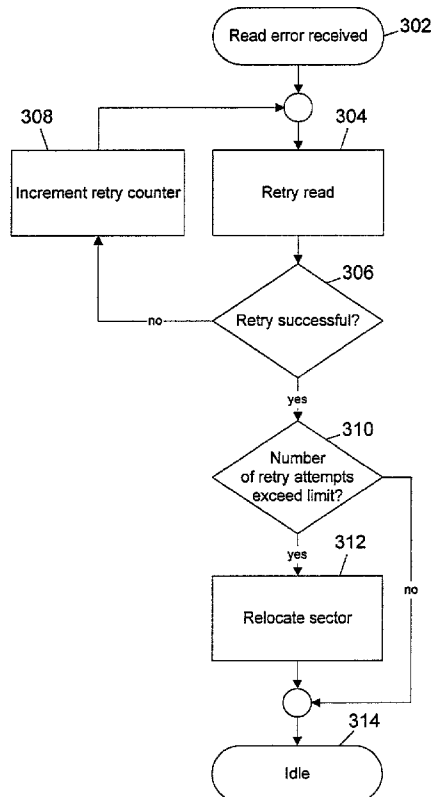 Read error received
302
308
304
Increment retry counter
Retry read
306
Retry successful?
no
yes
310
Number
of retry attempts
exceed limit?
yes
312
no
Relocate sector
314
Idle